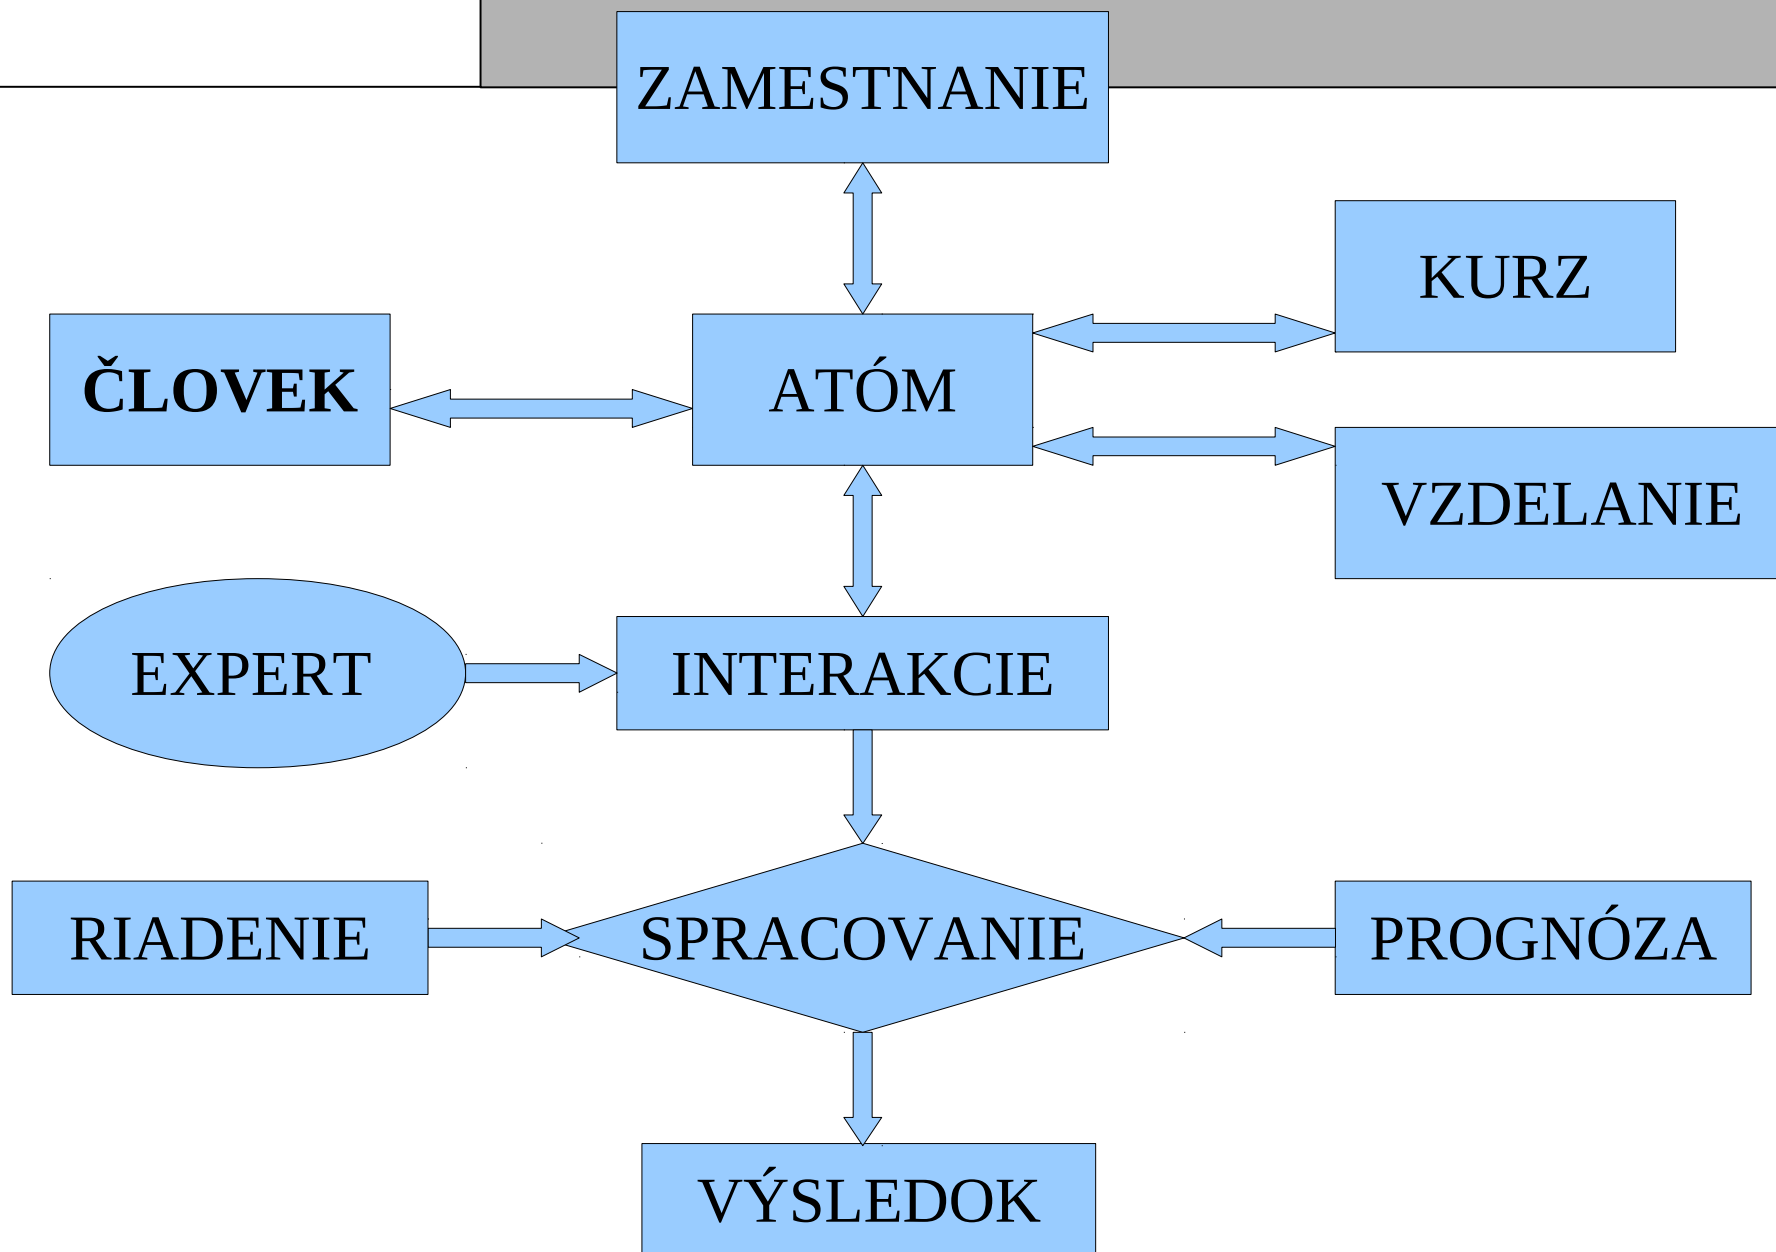 ZAMESTNANIE
KURZ
ČLOVEK
ATÓM
VZDELANIE
EXPERT
INTERAKCIE
RIADENIE
SPRACOVANIE
PROGNÓZA
VÝSLEDOK